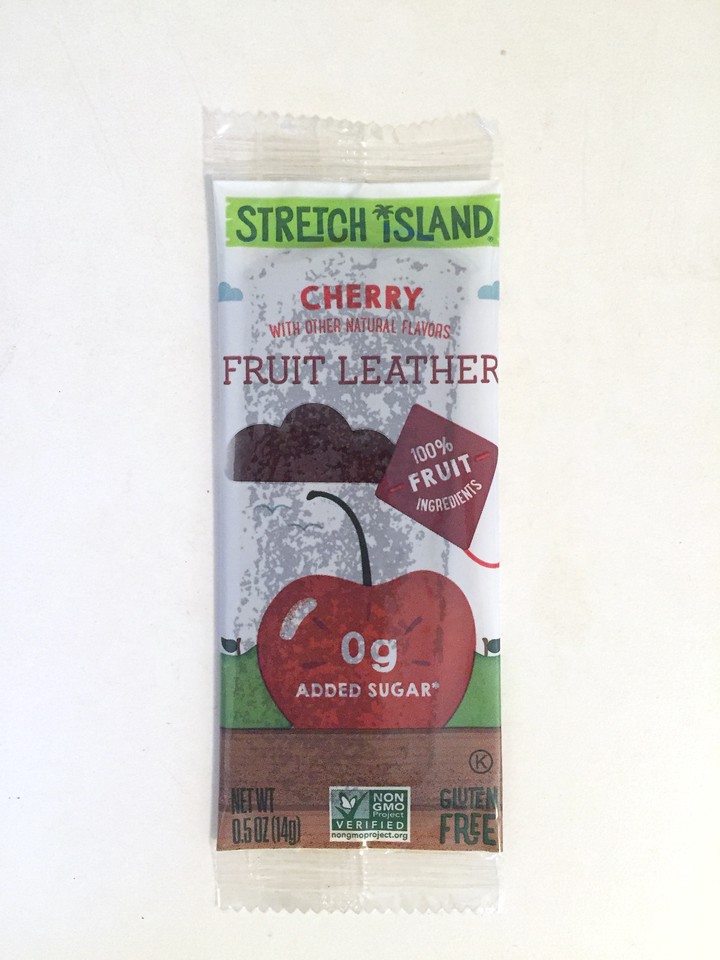 STRETCH ISLAND
CHERRY
WITH OTHER NATURAL FLAVORS
FRUIT LEATHER
100%
FRUIT
INGREDIENTS
0g
ADDED SUGAR*
K
NET WT
0.5 OZ (14g)
NON
GMO
Project
VERIFIED
nongmoproject.org
GLUTEN
FREE